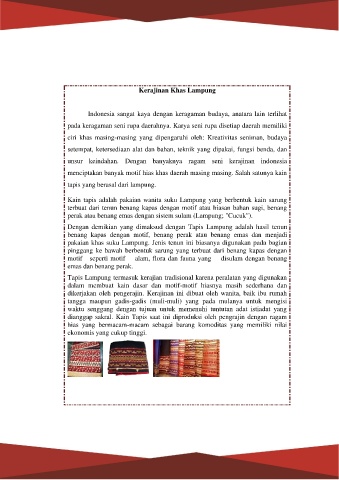 Kerajinan Khas Lampung
Indonesia sangat kaya dengan keragaman budaya, anatara lain terlihat
pada keragaman seni rupa daerahnya. Karya seni rupa disetiap daerah memiliki
ciri khas masing-masing yang dipengaruhi oleh: Kreativitas seniman, budaya
setempat, ketersediaan alat dan bahan, teknik yang dipakai, fungsi benda, dan
unsur keindahan. Dengan banyaknya ragam seni kerajinan indonesia
menciptakan banyak motif hias khas daerah masing masing. Salah satunya kain
tapis yang berasal dari lampung.
Kain tapis adalah pakaian wanita suku Lampung yang berbentuk kain sarung
terbuat dari tenun benang kapas dengan motif atau hiasan bahan sugi, benang
perak atau benang emas dengan sistem sulam (Lampung; "Cucuk").
Dengan demikian yang dimaksud dengan Tapis Lampung adalah hasil tenun
benang kapas dengan motif, benang perak atau benang emas dan menjadi
pakaian khas suku Lampung. Jenis tenun ini biasanya digunakan pada bagian
pinggang ke bawah berbentuk sarung yang terbuat dari benang kapas dengan
motif seperti motif alam, flora dan fauna yang disulam dengan benang
emas dan benang perak.
Tapis Lampung termasuk kerajian tradisional karena peralatan yang digunakan
dalam membuat kain dasar dan motif-motif hiasnya masih sederhana dan
dikerjakan oleh pengerajin. Kerajinan ini dibuat oleh wanita, baik ibu rumah
tangga maupun gadis-gadis (muli-muli) yang pada mulanya untuk mengisi
waktu senggang dengan tujuan untuk memenuhi tuntutan adat istiadat yang
dianggap sakral. Kain Tapis saat ini diproduksi oleh pengrajin dengan ragam
hias yang bermacam-macam sebagai barang komoditas yang memiliki nilai
ekonomis yang cukup tinggi.